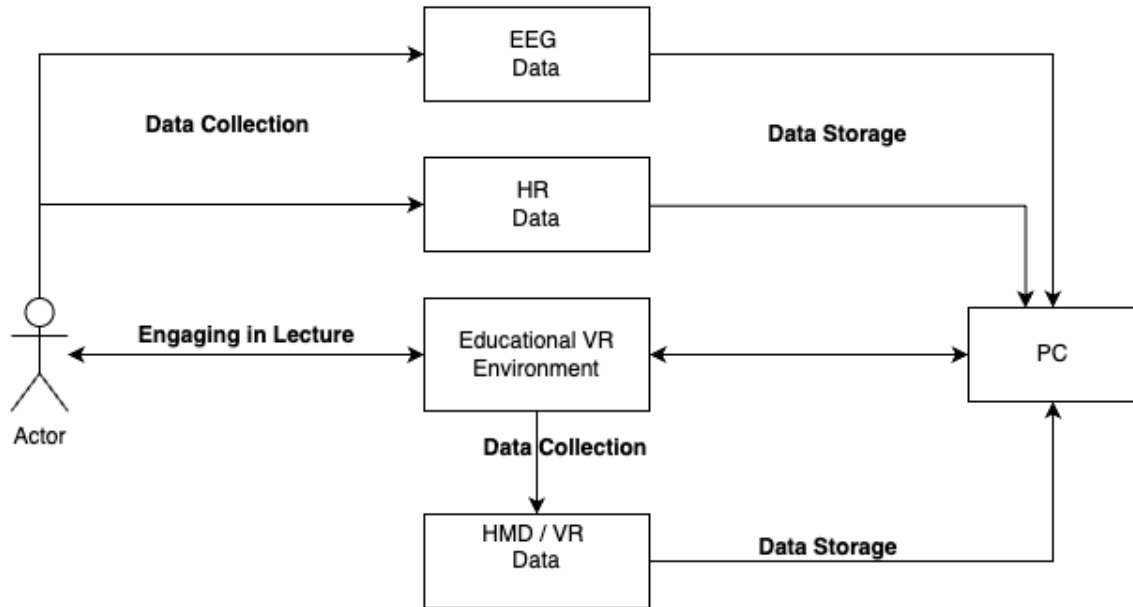 EEG
Data
Data Collection
Data Storage
HR
Data
Engaging in Lecture
Educational VR
Environment
PC
Actor
Data Collection
HMD / VR
Data
Data Storage